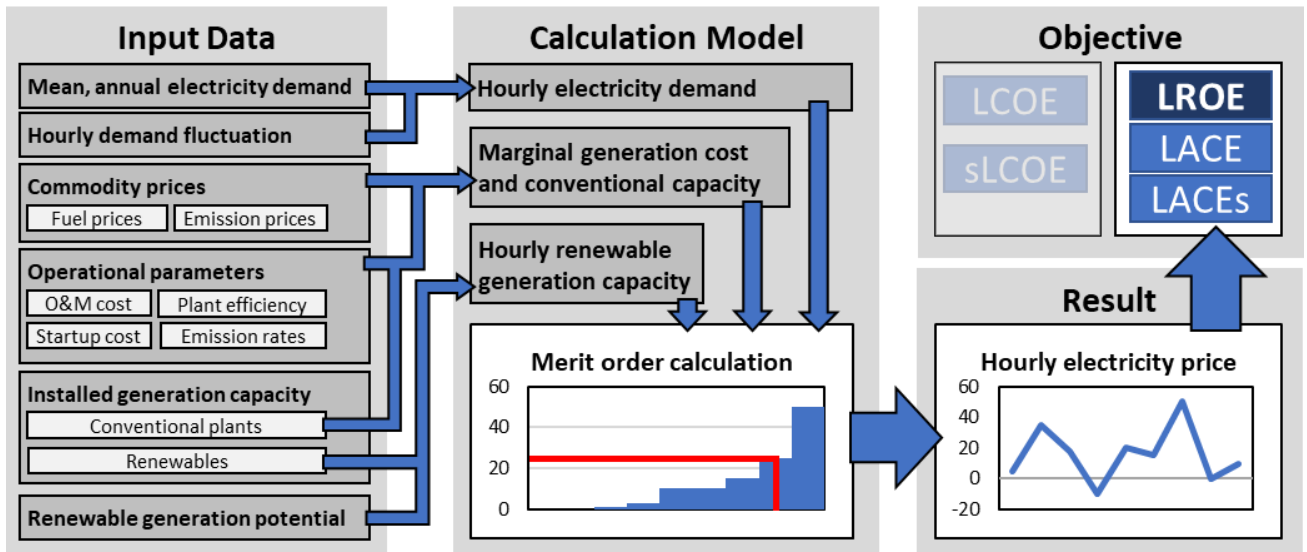 Input Data
Mean, annual electricity demand
Hourly demand fluctuation
Commodity prices
Fuel prices
Emission prices
Operational parameters
O&M cost
Plant efficiency
Startup cost
Emission rates
Installed generation capacity
Conventional plants
Renewables
Renewable generation potential
Calculation Model
Hourly electricity demand
Marginal generation cost
and conventional capacity
Hourly renewable
generation capacity
Merit order calculation
60
40
20
0
Objective
LCOE
sLCOE
LROE
LACE
LACEs
Result
Hourly electricity price
60
40
20
0
-20